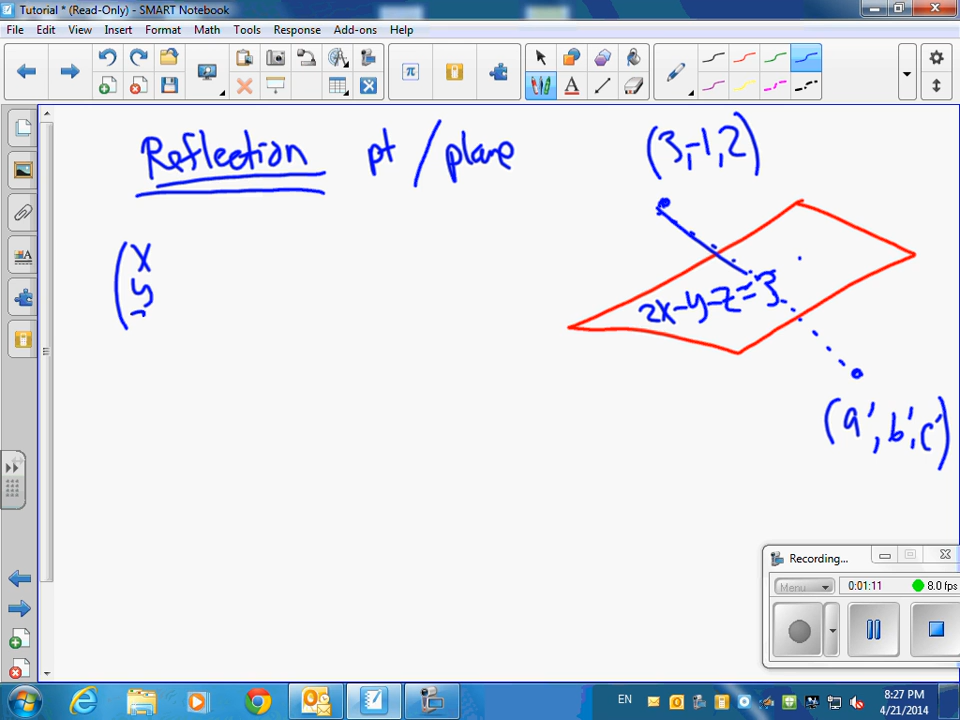 Tutorial * (Read-Only) - SMART Notebook
File Edit View Insert Format Math Tools Response Add-ons Help
Reflection pt / plane (3,-1,2)
2x-y-z=3
(x
y
(a', b', c')
Recording...
Menu
0:01:11
8.0 fps
EN
8:27 PM
4/21/2014